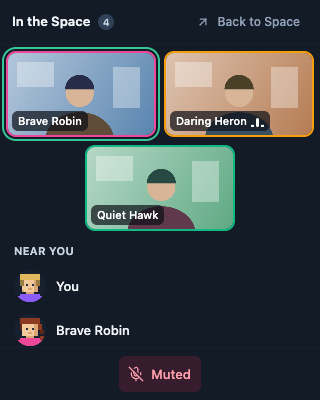 In the Space 4
Back to Space
Brave Robin
Daring Heron
Quiet Hawk
NEAR YOU
You
Brave Robin
Muted